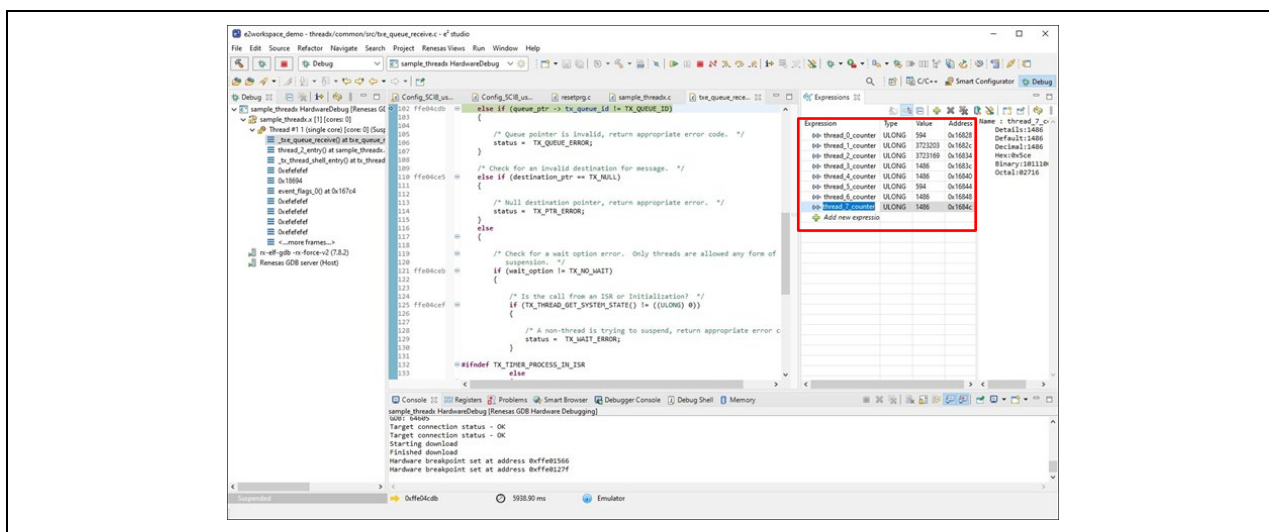 e2workspace_demo - threadx/common/src/txe_queue_receive.c - e² studio
File Edit Source Refactor Navigate Search Project Renesas Views Run Window Help
Debug
sample_threadx HardwareDebug
C/C++
Smart Configurator
Debug
Debug
sample_threadx HardwareDebug [Renesas GI
sample_threadx.x [1] [cores: 0]
Thread #1 1 (single core) [core: 0] (Susp
_txe_queue_receive() at txe_queue_r
thread_2_entry() at sample_threadx.
_tx_thread_shell_entry() at tx_thread
0xefefefef
0x18694
event_flags_0() at 0x167c4
0xefefefef
0xefefefef
0xefefefef
0xefefefef
<...more frames...>
rx-elf-gdb -rx-force-v2 (7.8.2)
Renesas GDB server (Host)
Config_SCI8_us...
Config_SCI8_us...
resetprg.c
sample_threadx.c
txe_queue_rece...
102 ffe04cdb else if (queue_ptr -> tx_queue_id != TX_QUEUE_ID)
103 {
104
105 /* Queue pointer is invalid, return appropriate error code. */
106 status = TX_QUEUE_ERROR;
107 }
108
109 /* Check for an invalid destination for message. */
110 ffe04ce5 else if (destination_ptr == TX_NULL)
111 {
112
113 /* Null destination pointer, return appropriate error. */
114 status = TX_PTR_ERROR;
115 }
116 else
117 {
118
119 /* Check for a wait option error. Only threads are allowed any form of
120 suspension. */
121 ffe04ceb if (wait_option != TX_NO_WAIT)
122 {
123
124 /* Is the call from an ISR or Initialization? */
125 ffe04cef if (TX_THREAD_GET_SYSTEM_STATE() != ((ULONG) 0))
126 {
127
128 /* A non-thread is trying to suspend, return appropriate error c
129 status = TX_WAIT_ERROR;
130 }
131
132 #ifndef TX_TIMER_PROCESS_IN_ISR
133 else
Expressions
Expression Type Value Address
thread_0_counter ULONG 594 0x16828
thread_1_counter ULONG 3723203 0x1682c
thread_2_counter ULONG 3723169 0x16834
thread_3_counter ULONG 1486 0x1683c
thread_4_counter ULONG 1486 0x16840
thread_5_counter ULONG 594 0x16844
thread_6_counter ULONG 1486 0x16848
thread_7_counter ULONG 1486 0x1684c
Add new expressio
Name : thread_7_c
Details:1486
Default:1486
Decimal:1486
Hex:0x5ce
Binary:1011100
Octal:02716
Console Registers Problems Smart Browser Debugger Console Debug Shell Memory
sample_threadx HardwareDebug [Renesas GDB Hardware Debugging]
GDB: 64605
Target connection status - OK
Target connection status - OK
Starting download
Finished download
Hardware breakpoint set at address 0xffe01566
Hardware breakpoint set at address 0xffe0127f
Suspended
0xffe04cdb
5938.90 ms
Emulator